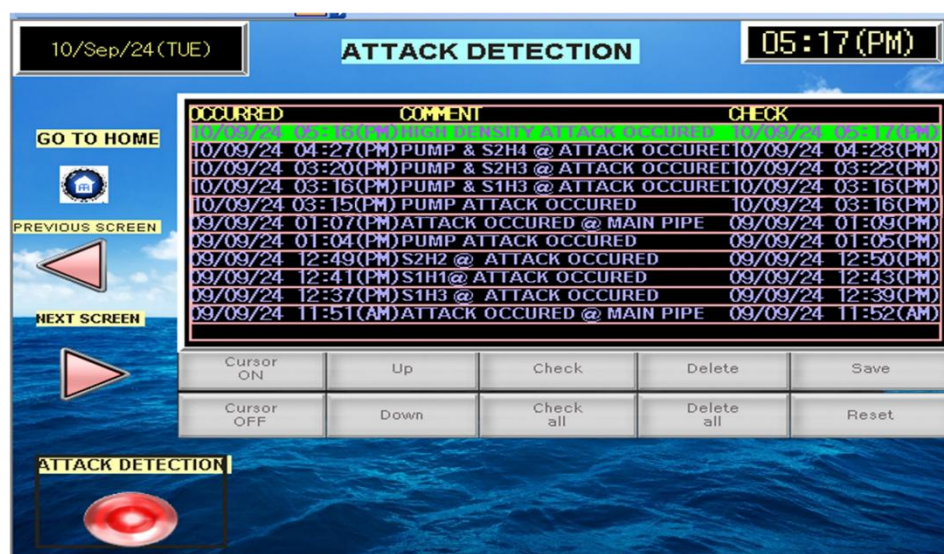 10/Sep/24(TUE)
ATTACK DETECTION
05:17(PM)
GO TO HOME
PREVIOUS SCREEN
NEXT SCREEN
OCCURRED COMMENT CHECK
10/09/24 05:16(PM) HIGH DENSITY ATTACK OCCURED 10/09/24 05:17(PM)
10/09/24 04:27(PM) PUMP & S2H4 @ ATTACK OCCURED 10/09/24 04:28(PM)
10/09/24 03:20(PM) PUMP & S2H3 @ ATTACK OCCURED 10/09/24 03:22(PM)
10/09/24 03:16(PM) PUMP & S1H3 @ ATTACK OCCURED 10/09/24 03:16(PM)
10/09/24 03:15(PM) PUMP ATTACK OCCURED 10/09/24 03:16(PM)
09/09/24 01:07(PM) ATTACK OCCURED @ MAIN PIPE 09/09/24 01:09(PM)
09/09/24 01:04(PM) PUMP ATTACK OCCURED 09/09/24 01:05(PM)
09/09/24 12:49(PM) S2H2 @ ATTACK OCCURED 09/09/24 12:50(PM)
09/09/24 12:41(PM) S1H1@ ATTACK OCCURED 09/09/24 12:43(PM)
09/09/24 12:37(PM) S1H3 @ ATTACK OCCURED 09/09/24 12:39(PM)
09/09/24 11:51(AM) ATTACK OCCURED @ MAIN PIPE 09/09/24 11:52(AM)
Cursor ON Up Check Delete Save
Cursor OFF Down Check all Delete all Reset
ATTACK DETECTION